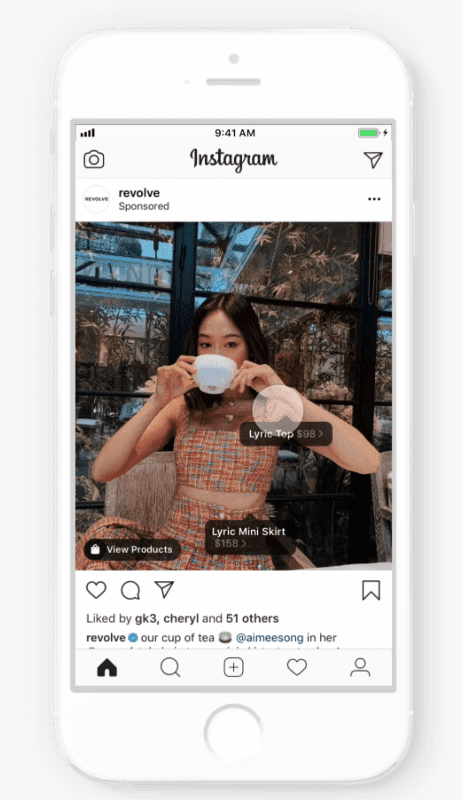 9:41 AM
Instagram
REVOLVE
revolve
Sponsored
Lyric Top $98 >
Lyric Mini Skirt
$158 >
View Products
Liked by gk3, cheryl and 51 others
revolve our cup of tea 🍵 @aimeesong in her